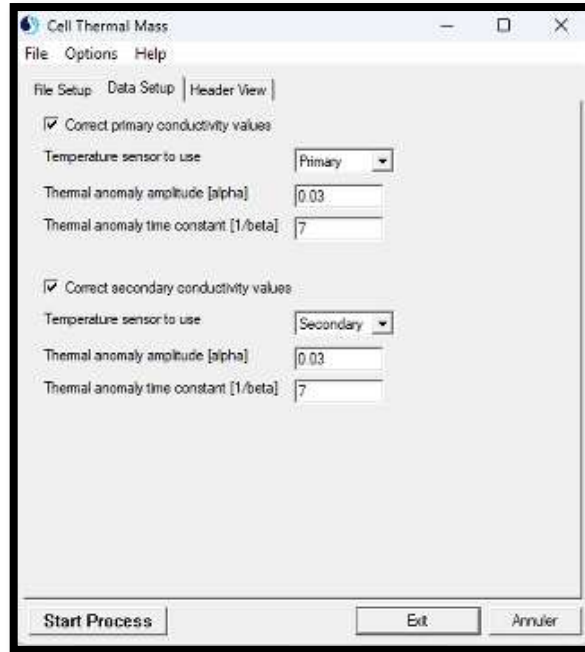 Cell Thermal Mass
File Options Help
File Setup Data Setup Header View
Correct primary conductivity values
Temperature sensor to use Primary
Thermal anomaly amplitude [alpha] 0.03
Thermal anomaly time constant [1/beta] 7
Correct secondary conductivity values
Temperature sensor to use Secondary
Thermal anomaly amplitude [alpha] 0.03
Thermal anomaly time constant [1/beta] 7
Start Process Exit Annuler